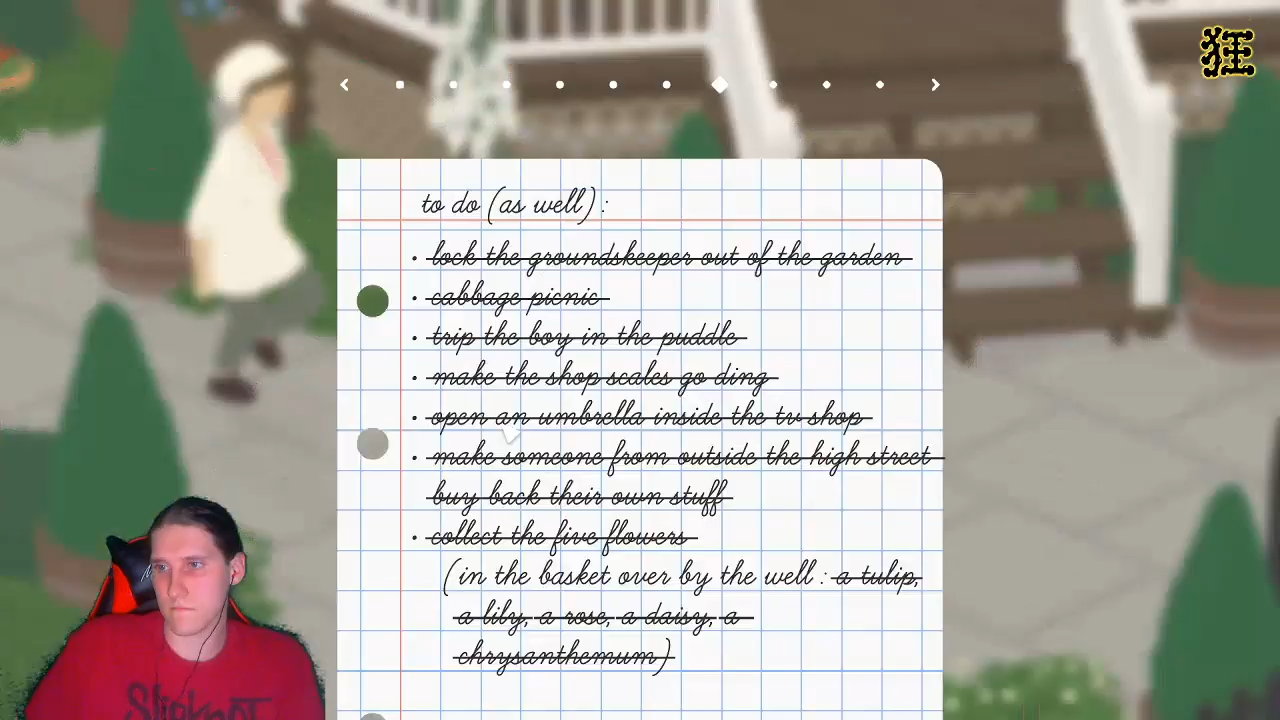 狂
to do (as well) :
• lock the groundskeeper out of the garden
• cabbage picnic
• trip the boy in the puddle
• make the shop scales go ding
• open an umbrella inside the tv shop
• make someone from outside the high street
buy back their own stuff
• collect the five flowers
(in the basket over by the well : a tulip,
a lily, a rose, a daisy, a
chrysanthemum)
Slipknot